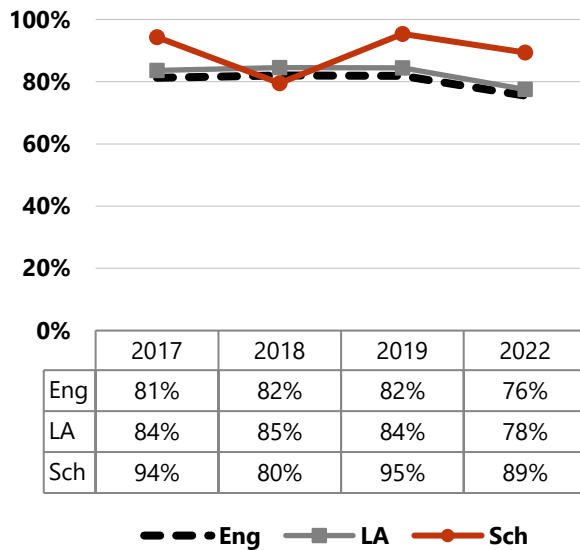 100%
80%
60%
40%
20%
0%
2017 2018 2019 2022
Eng 81% 82% 82% 76%
LA 84% 85% 84% 78%
Sch 94% 80% 95% 89%
Eng LA Sch